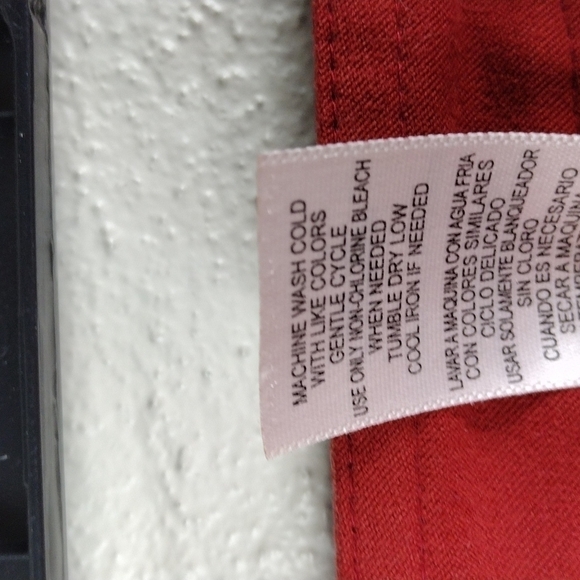 MACHINE WASH COLD
WITH LIKE COLORS
GENTLE CYCLE
USE ONLY NON-CHLORINE BLEACH
WHEN NEEDED
TUMBLE DRY LOW
COOL IRON IF NEEDED
LAVAR A MAQUINA CON AGUA FRIA
CON COLORES SIMILARES
CICLO DELICADO
USAR SOLAMENTE BLANQUEADOR
SIN CLORO
CUANDO ES NECESARIO
SECAR A MAQUINA